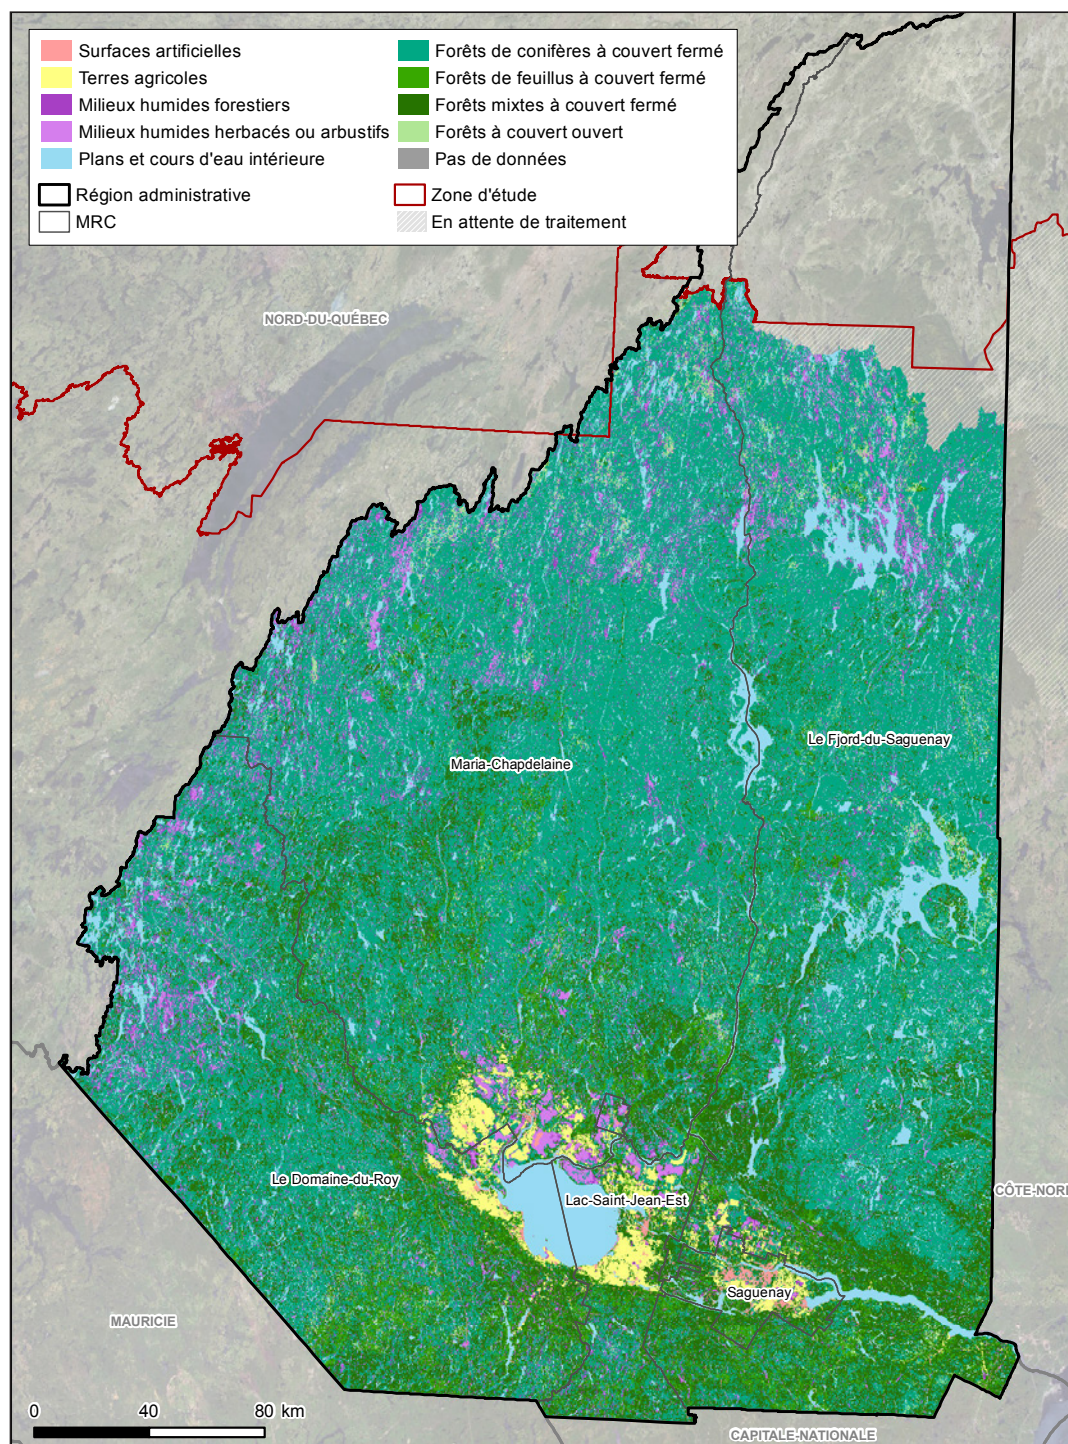 Surfaces artificielles
Terres agricoles
Milieux humides forestiers
Milieux humides herbacés ou arbustifs
Plans et cours d'eau intérieure
Région administrative
MRC
Forêts de conifères à couvert fermé
Forêts de feuillus à couvert fermé
Forêts mixtes à couvert fermé
Forêts à couvert ouvert
Pas de données
Zone d'étude
En attente de traitement
NORD-DU-QUÉBEC
Le Fjord-du-Saguenay
Maria-Chapdelaine
Le Domaine-du-Roy
Lac-Saint-Jean-Est
CÔTE-NORD
Saguenay
MAURICIE
0 40 80 km
CAPITALE-NATIONALE